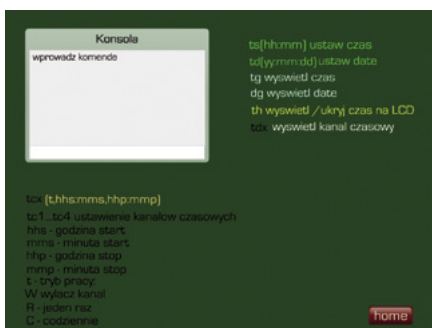 Konsola
wprowadz komende
ts(hh:mm) ustaw czas
td(yy:mm:dd) ustaw date
tg wyswietl czas
dg wyswietl date
th wyswietl /ukryj czas na LCD
tdx wyswietl kanal czasowy
tcx (t,hhs:mms,hhp:mmp)
tc1...tc4 ustawienie kanalow czasowych
hhs - godzina start
mms - minuta start
hhp - godzina stop
mmp - minuta stop
t - tryb pracy:
W wylacz kanal
R - jeden raz
C - codziennie
home